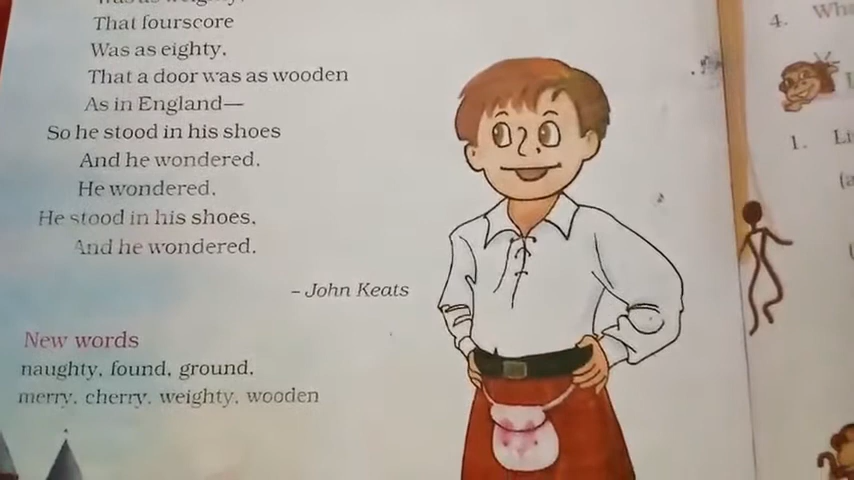 That fourscore
Was as eighty,
That a door was as wooden
As in England—
So he stood in his shoes
And he wondered,
He wondered,
He stood in his shoes,
And he wondered.
– John Keats
New words
naughty, found, ground,
merry, cherry, weighty, wooden
4.
1.